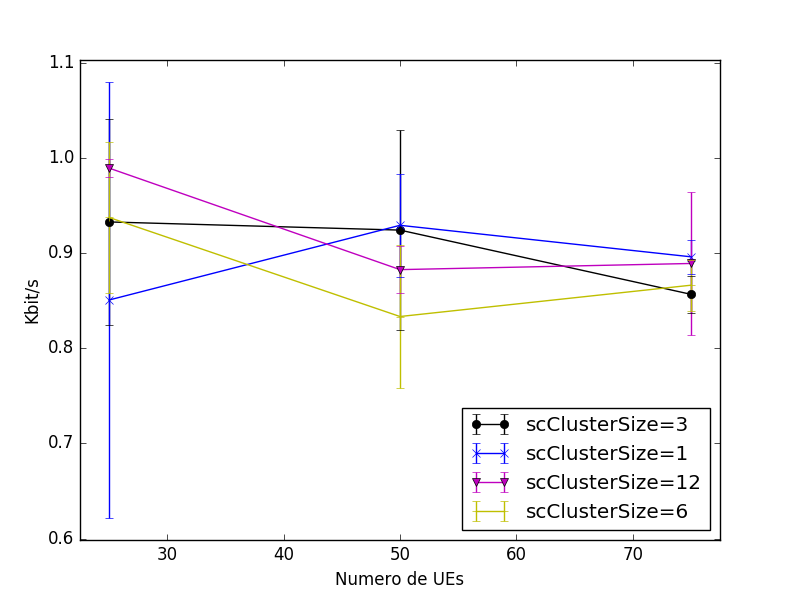 1.1
1.0
0.9
0.8
0.7
0.6
Kbit/s
30 40 50 60 70
Numero de UEs
scClusterSize=3
scClusterSize=1
scClusterSize=12
scClusterSize=6